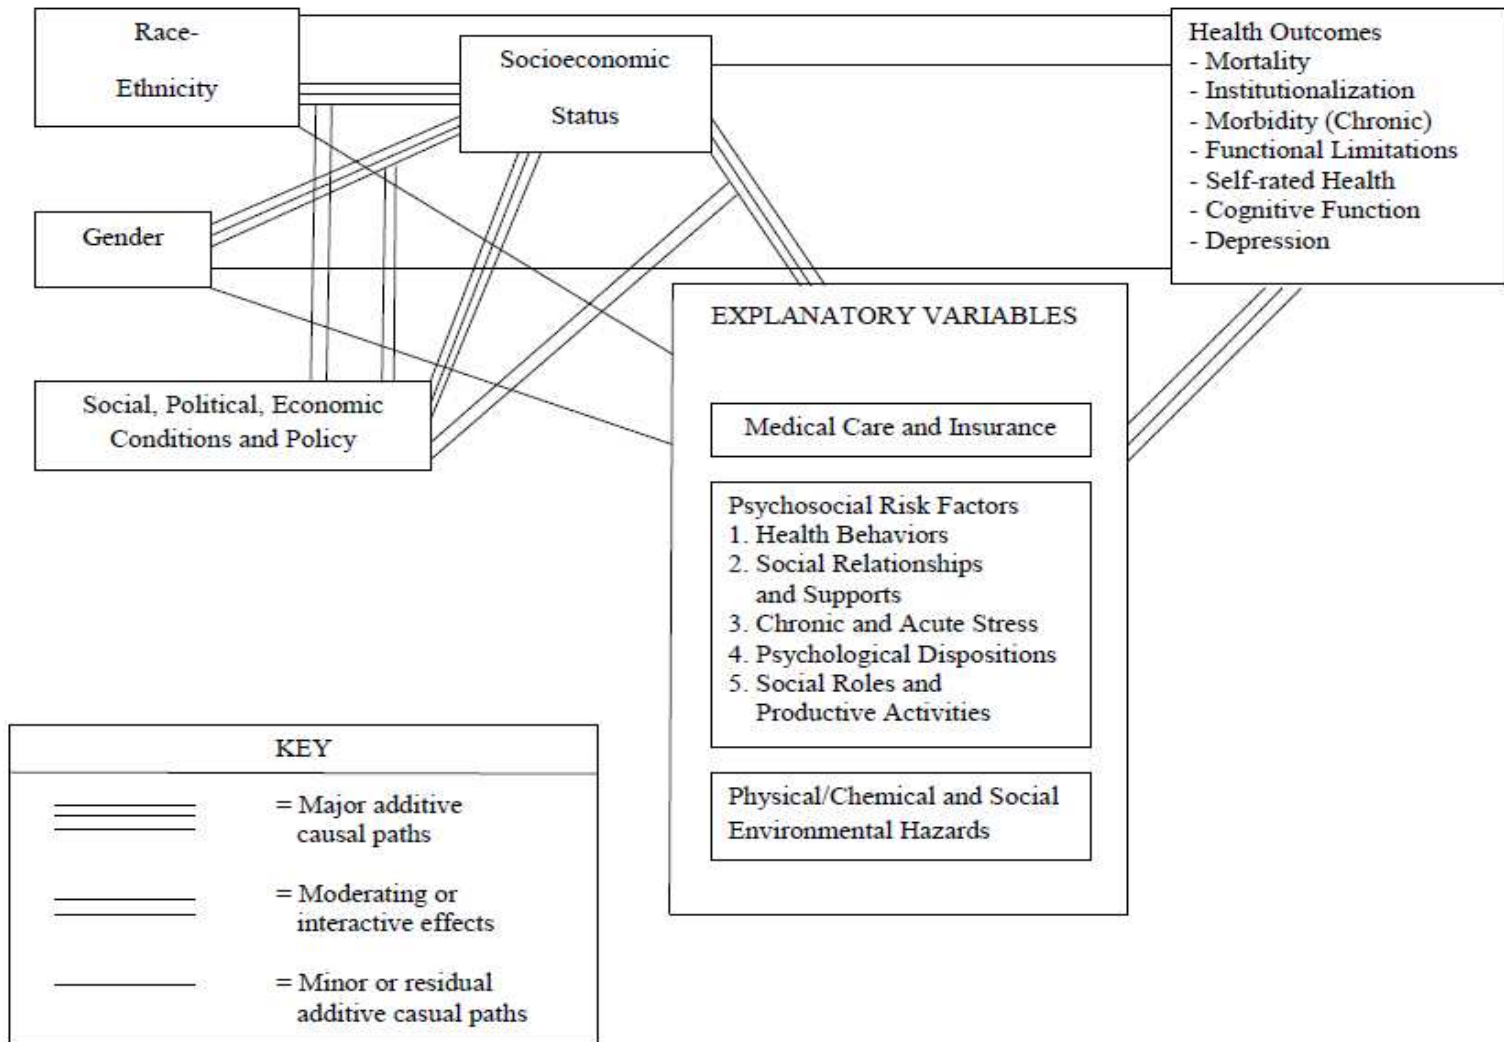 Race-
Ethnicity
Socioeconomic
Status
Health Outcomes
- Mortality
- Institutionalization
- Morbidity (Chronic)
- Functional Limitations
- Self-rated Health
- Cognitive Function
- Depression
Gender
Social, Political, Economic
Conditions and Policy
EXPLANATORY VARIABLES
Medical Care and Insurance
Psychosocial Risk Factors
1. Health Behaviors
2. Social Relationships
and Supports
3. Chronic and Acute Stress
4. Psychological Dispositions
5. Social Roles and
Productive Activities
Physical/Chemical and Social
Environmental Hazards
KEY
= Major additive
causal paths
= Moderating or
interactive effects
= Minor or residual
additive casual paths